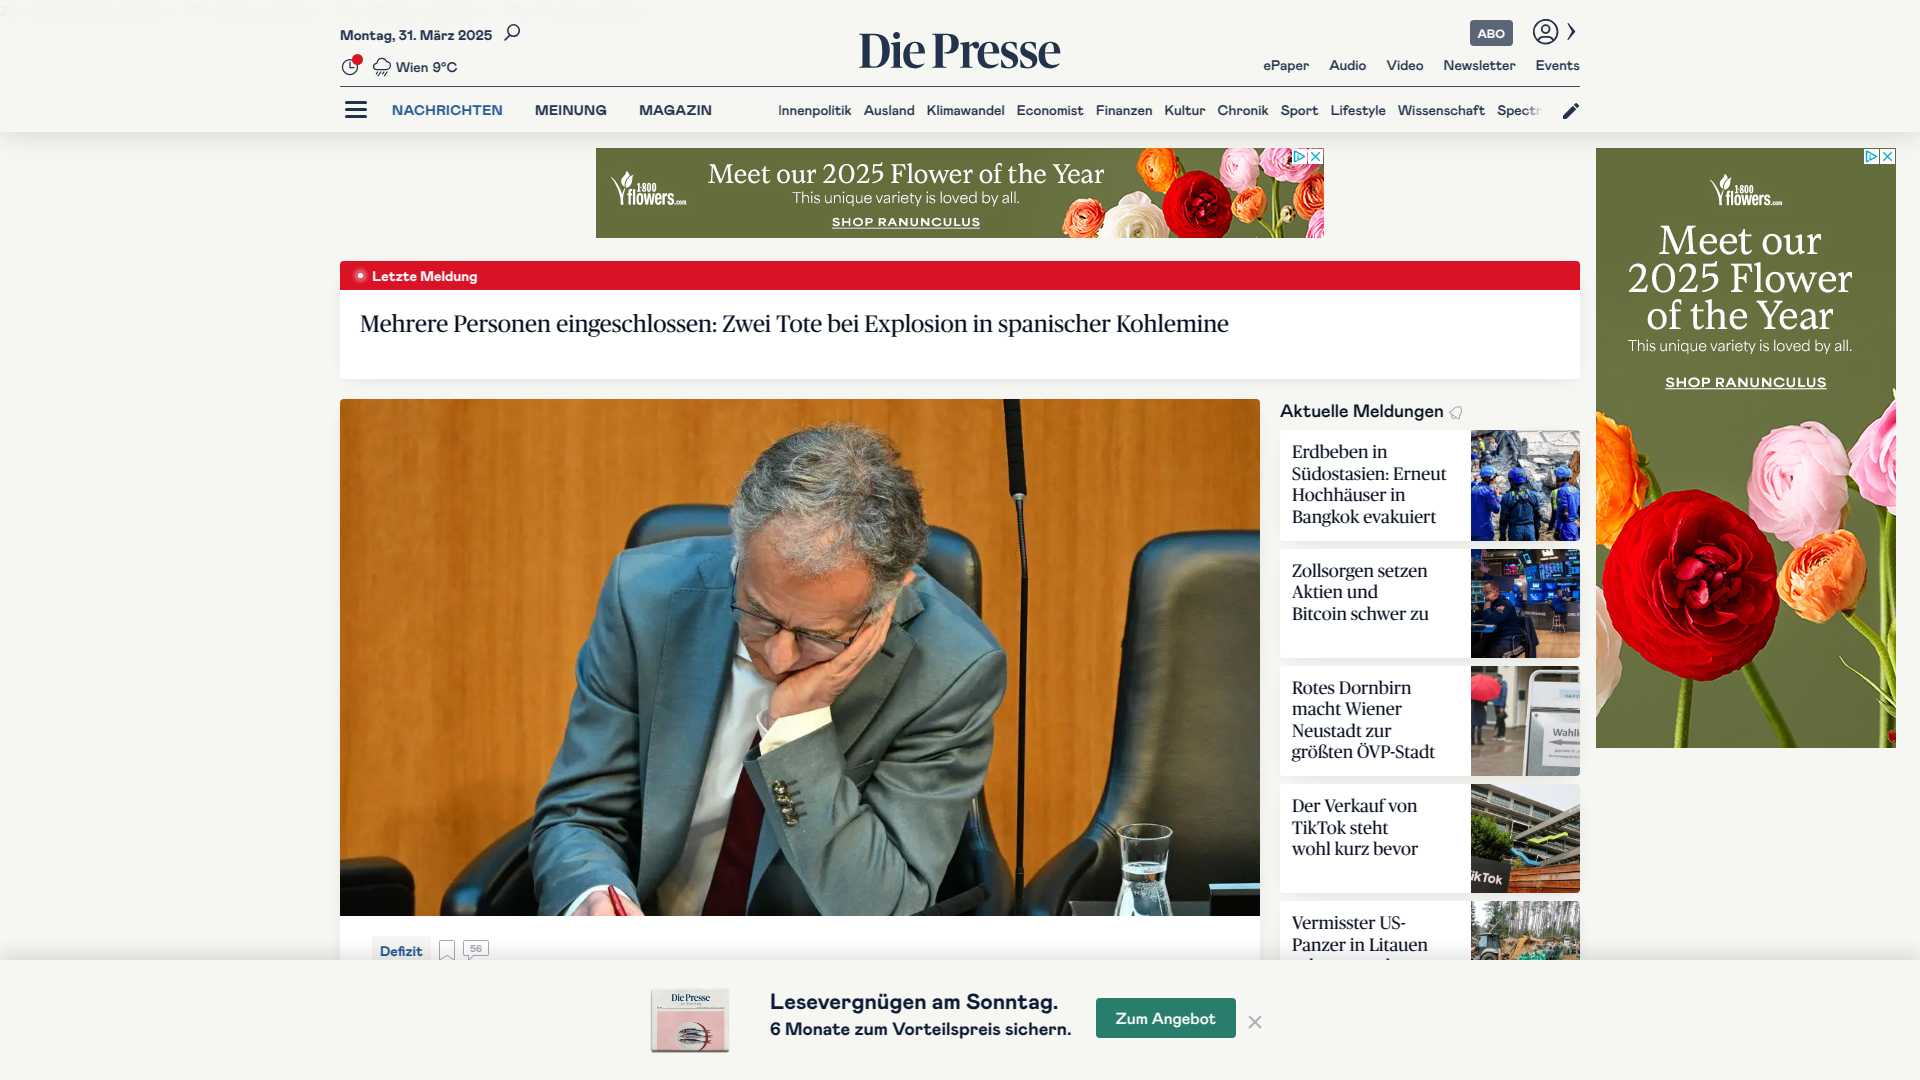 Montag, 31. März 2025
Wien 9°C
Die Presse
ABO
ePaper Audio Video Newsletter Events
NACHRICHTEN MEINUNG MAGAZIN
Innenpolitik Ausland Klimawandel Economist Finanzen Kultur Chronik Sport Lifestyle Wissenschaft Spectr
1-800
flowers.com
Meet our 2025 Flower of the Year
This unique variety is loved by all.
SHOP RANUNCULUS
1-800
flowers.com
Meet our
2025 Flower
of the Year
This unique variety is loved by all.
SHOP RANUNCULUS
Letzte Meldung
Mehrere Personen eingeschlossen: Zwei Tote bei Explosion in spanischer Kohlemine
Defizit
56
Aktuelle Meldungen
Erdbeben in
Südostasien: Erneut
Hochhäuser in
Bangkok evakuiert
Zollsorgen setzen
Aktien und
Bitcoin schwer zu
Rotes Dornbirn
macht Wiener
Neustadt zur
größten ÖVP-Stadt
Wahlk
Der Verkauf von
TikTok steht
wohl kurz bevor
ikTok
Vermisster US-
Panzer in Litauen
Die Presse
Lesevergnügen am Sonntag.
6 Monate zum Vorteilspreis sichern.
Zum Angebot